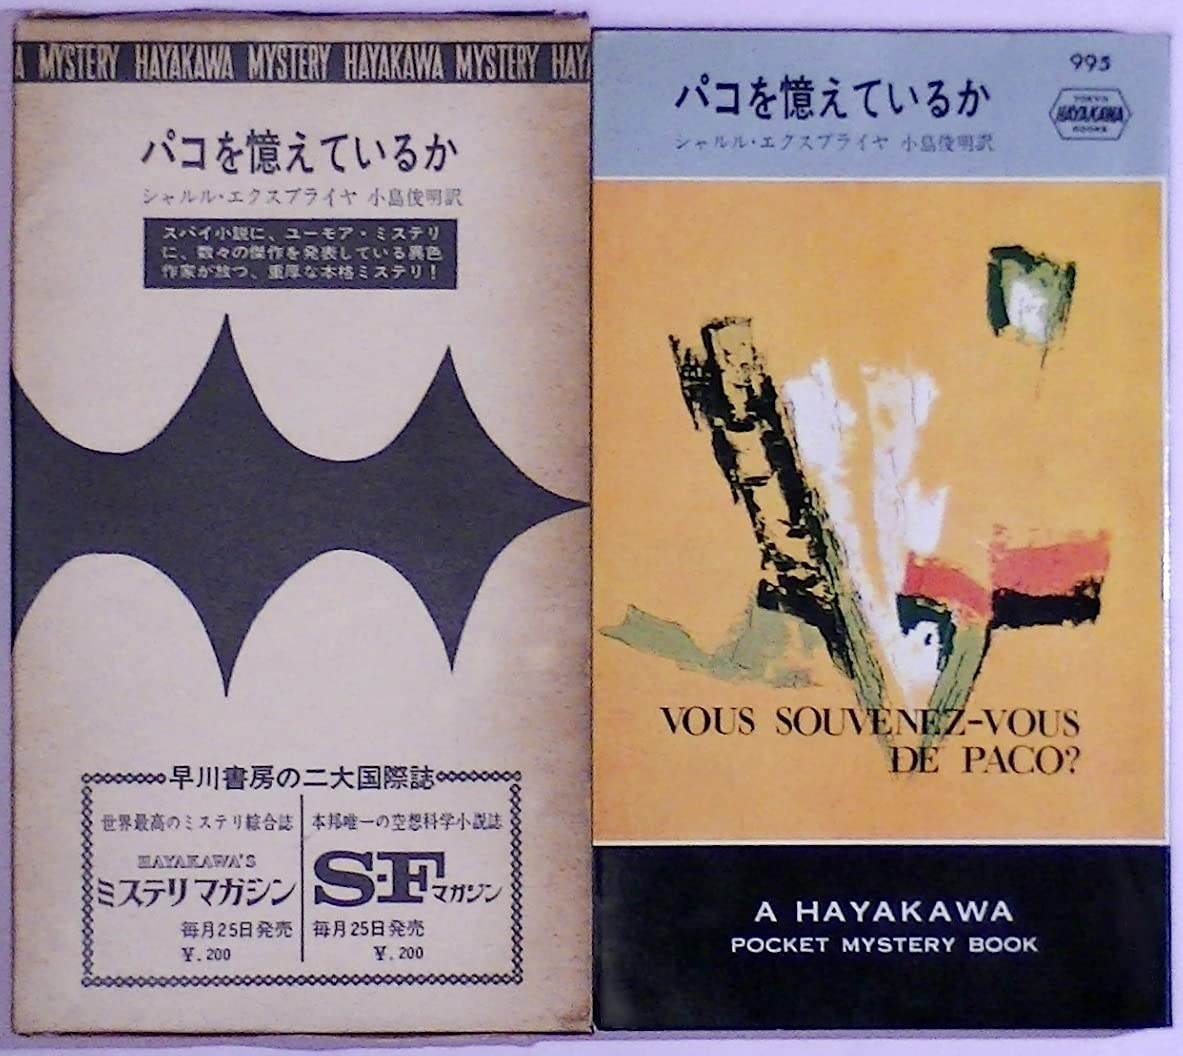 A MYSTERY HAYAKAWA MYSTERY HAYAKAWA MYSTERY HAY
パコを憶えているか
シャルル・エクスブライヤ 小島俊明訳
スパイ小説に、ユーモア・ミステリ
に、数々の傑作を発表している異色
作家が放つ、重厚な本格ミステリ!
早川書房の二大国際誌
世界最高のミステリ綜合誌
HAYAKAWA'S
ミステリマガジン
毎月25日発売
¥.200
本邦唯一の空想科学小説誌
S-Fマガジン
毎月25日発売
¥.200
995
パコを憶えているか
シャルル・エクスブライヤ 小島俊明訳
TOKYO
HAYAKAWA
BOOKS
VOUS SOUVENEZ-VOUS
DE PACO?
A HAYAKAWA
POCKET MYSTERY BOOK